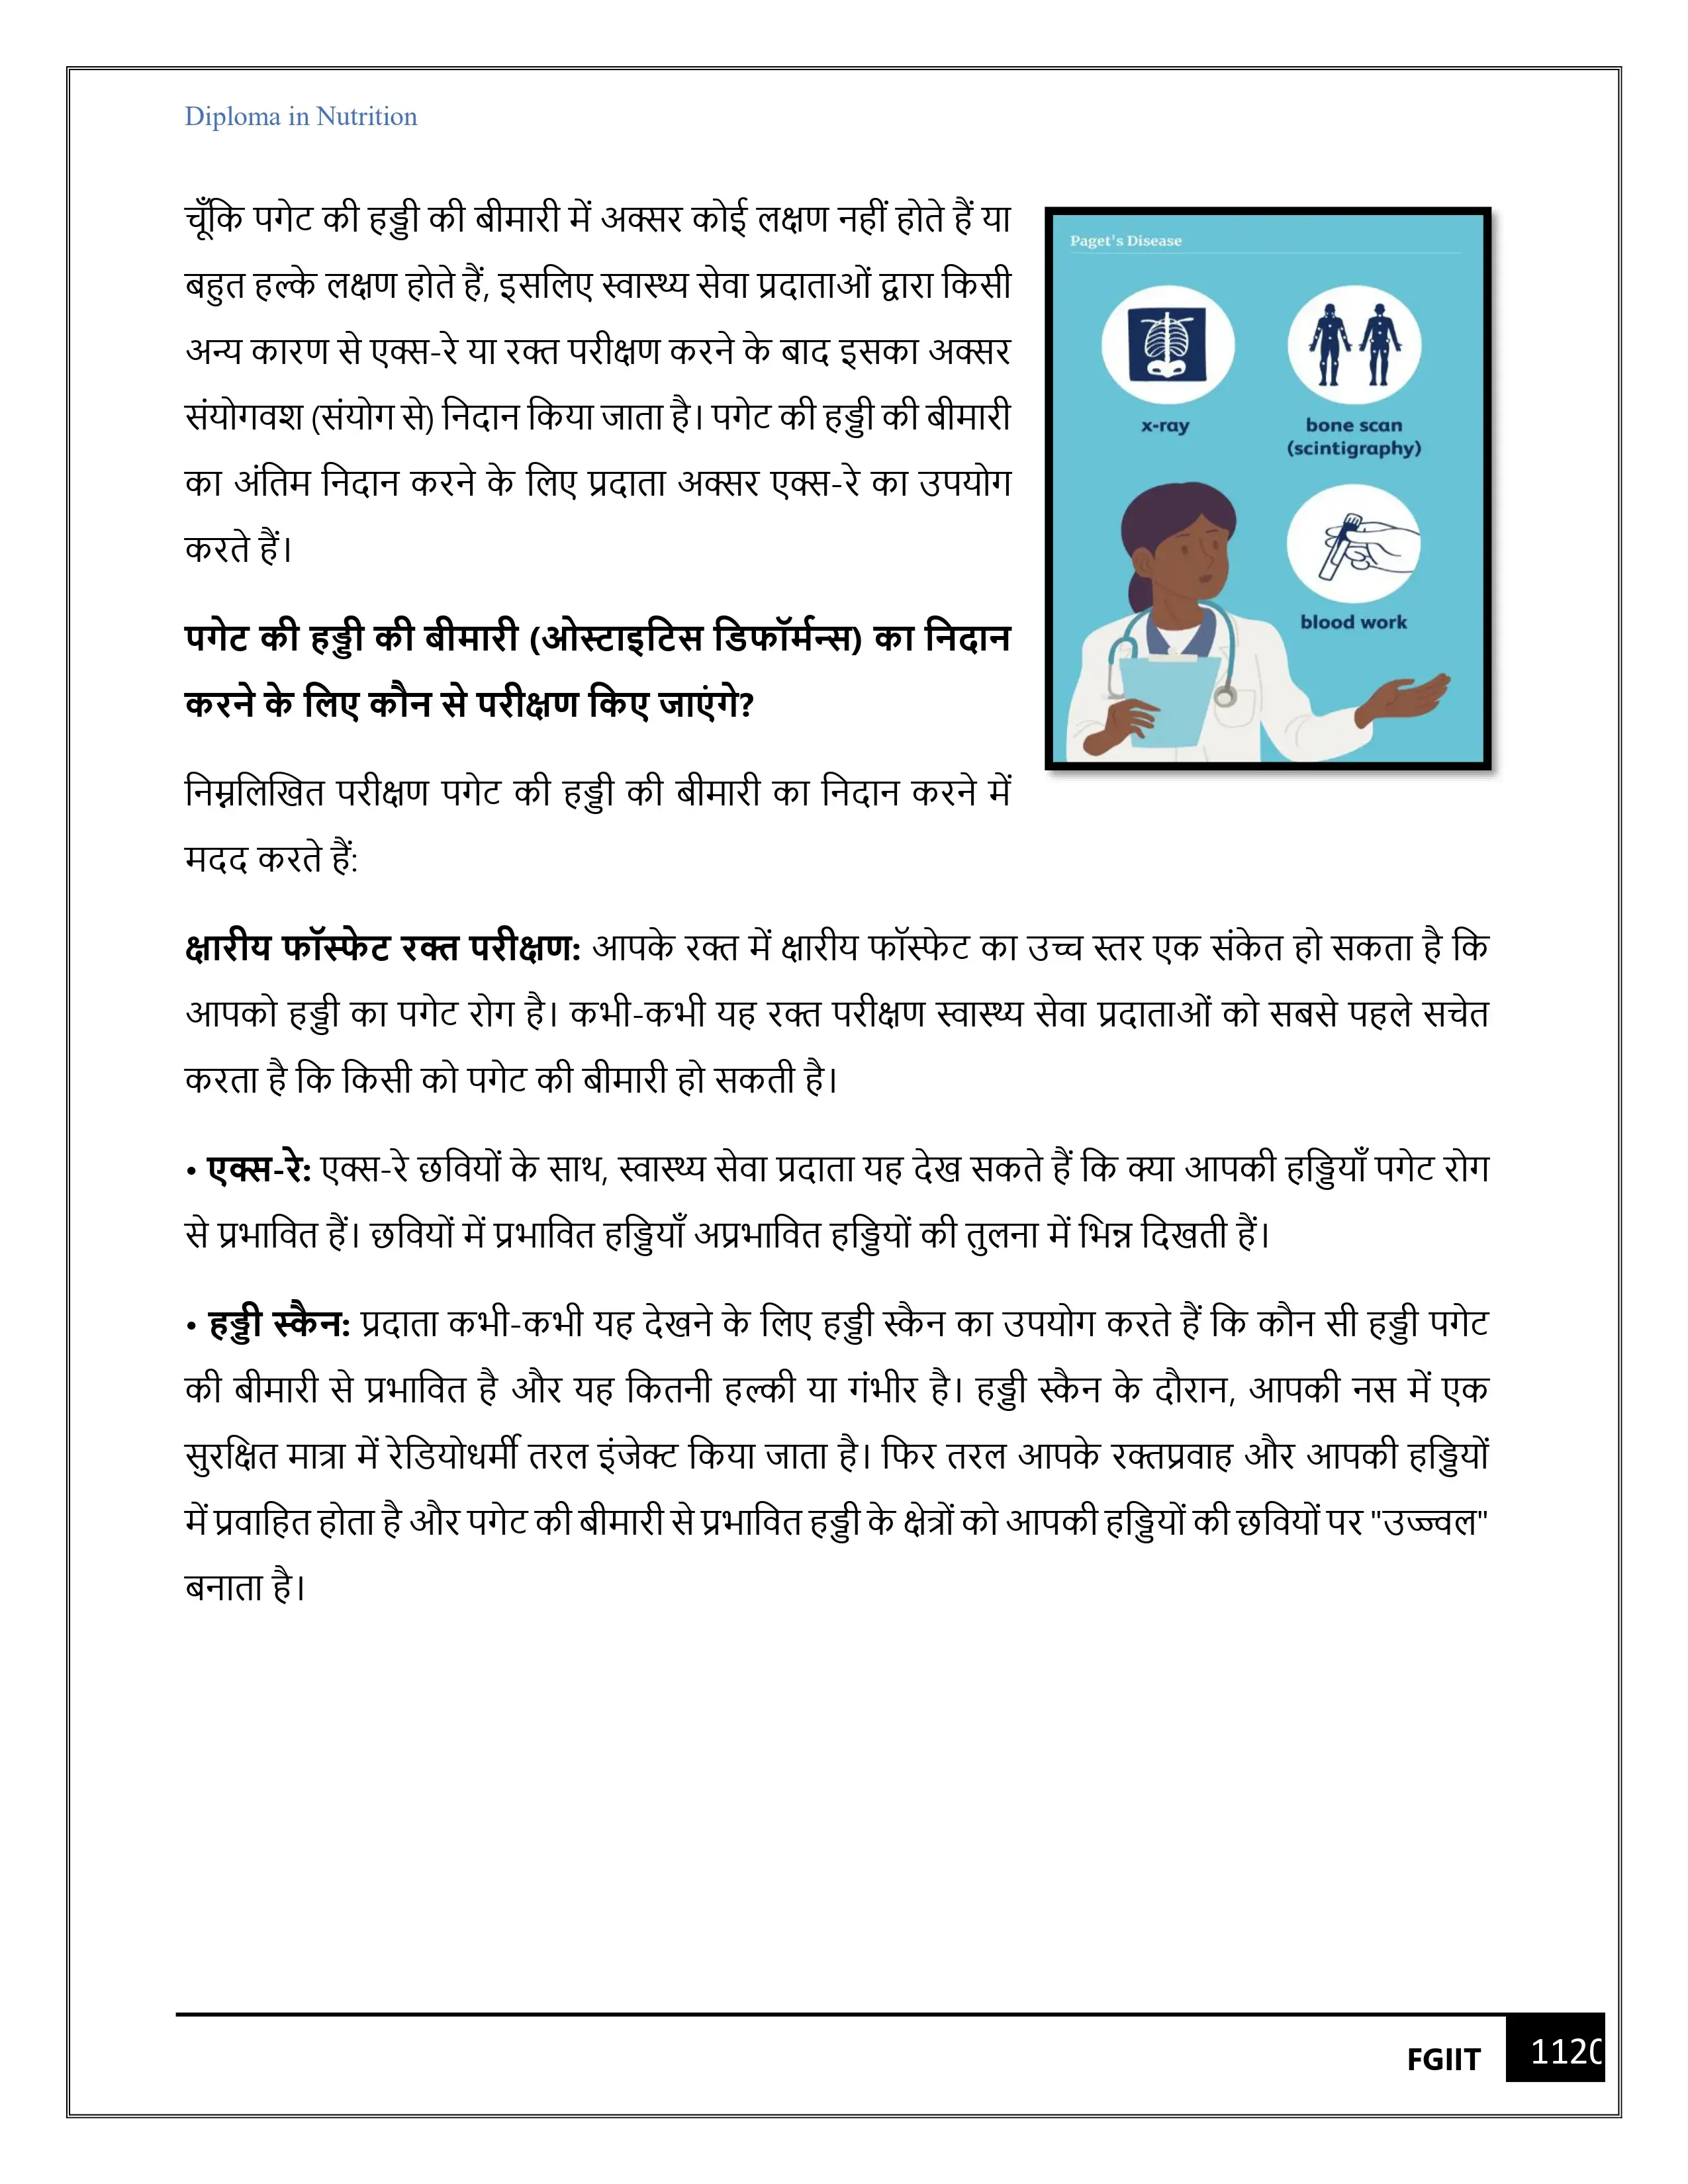 Diploma in Nutrition
चूँकि पगेट की हड्डी की बीमारी में अक्सर कोई लक्षण नहीं होते हैं या
बहुत हल्के लक्षण होते हैं, इसलिए स्वास्थ्य सेवा प्रदाताओं द्वारा किसी
अन्य कारण से एक्स-रे या रक्त परीक्षण करने के बाद इसका अक्सर
संयोगवश (संयोग से) निदान किया जाता है। पगेट की हड्डी की बीमारी
का अंतिम निदान करने के लिए प्रदाता अक्सर एक्स-रे का उपयोग
करते हैं।
Paget's Disease
x-ray
bone scan
(scintigraphy)
blood work
पगेट की हड्डी की बीमारी (ओस्टाइटिस डिफॉर्मन्स) का निदान
करने के लिए कौन से परीक्षण किए जाएंगे?
निम्नलिखित परीक्षण पगेट की हड्डी की बीमारी का निदान करने में
मदद करते हैं:
क्षारीय फॉस्फेट रक्त परीक्षण: आपके रक्त में क्षारीय फॉस्फेट का उच्च स्तर एक संकेत हो सकता है कि
आपको हड्डी का पगेट रोग है। कभी-कभी यह रक्त परीक्षण स्वास्थ्य सेवा प्रदाताओं को सबसे पहले सचेत
करता है कि किसी को पगेट की बीमारी हो सकती है।
• एक्स-रे: एक्स-रे छवियों के साथ, स्वास्थ्य सेवा प्रदाता यह देख सकते हैं कि क्या आपकी हड्डियाँ पगेट रोग
से प्रभावित हैं। छवियों में प्रभावित हड्डियाँ अप्रभावित हड्डियों की तुलना में भिन्न दिखती हैं।
• हड्डी स्कैन: प्रदाता कभी-कभी यह देखने के लिए हड्डी स्कैन का उपयोग करते हैं कि कौन सी हड्डी पगेट
की बीमारी से प्रभावित है और यह कितनी हल्की या गंभीर है। हड्डी स्कैन के दौरान, आपकी नस में एक
सुरक्षित मात्रा में रेडियोधर्मी तरल इंजेक्ट किया जाता है। फिर तरल आपके रक्तप्रवाह और आपकी हड्डियों
में प्रवाहित होता है और पगेट की बीमारी से प्रभावित हड्डी के क्षेत्रों को आपकी हड्डियों की छवियों पर "उज्ज्वल"
बनाता है।
FGIIT
1120